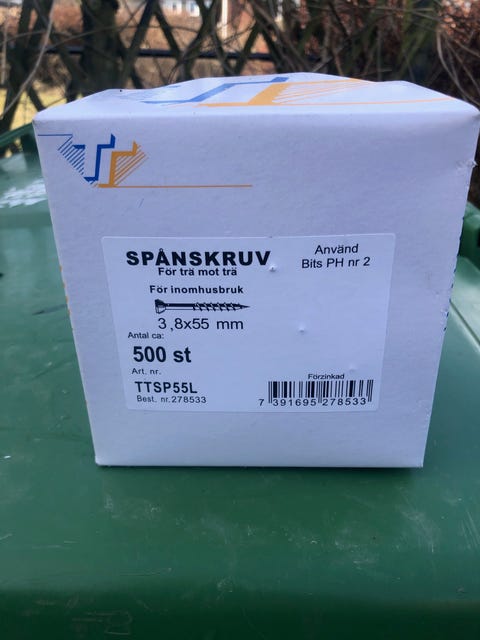 SPÅNSKRUV
För trä mot trä
Använd
Bits PH nr 2
För inomhusbruk
3,8x55 mm
Antal ca:
500 st
Art. nr.
TTSP55L
Best. nr.278533
Förzinkad
7 391695 278533